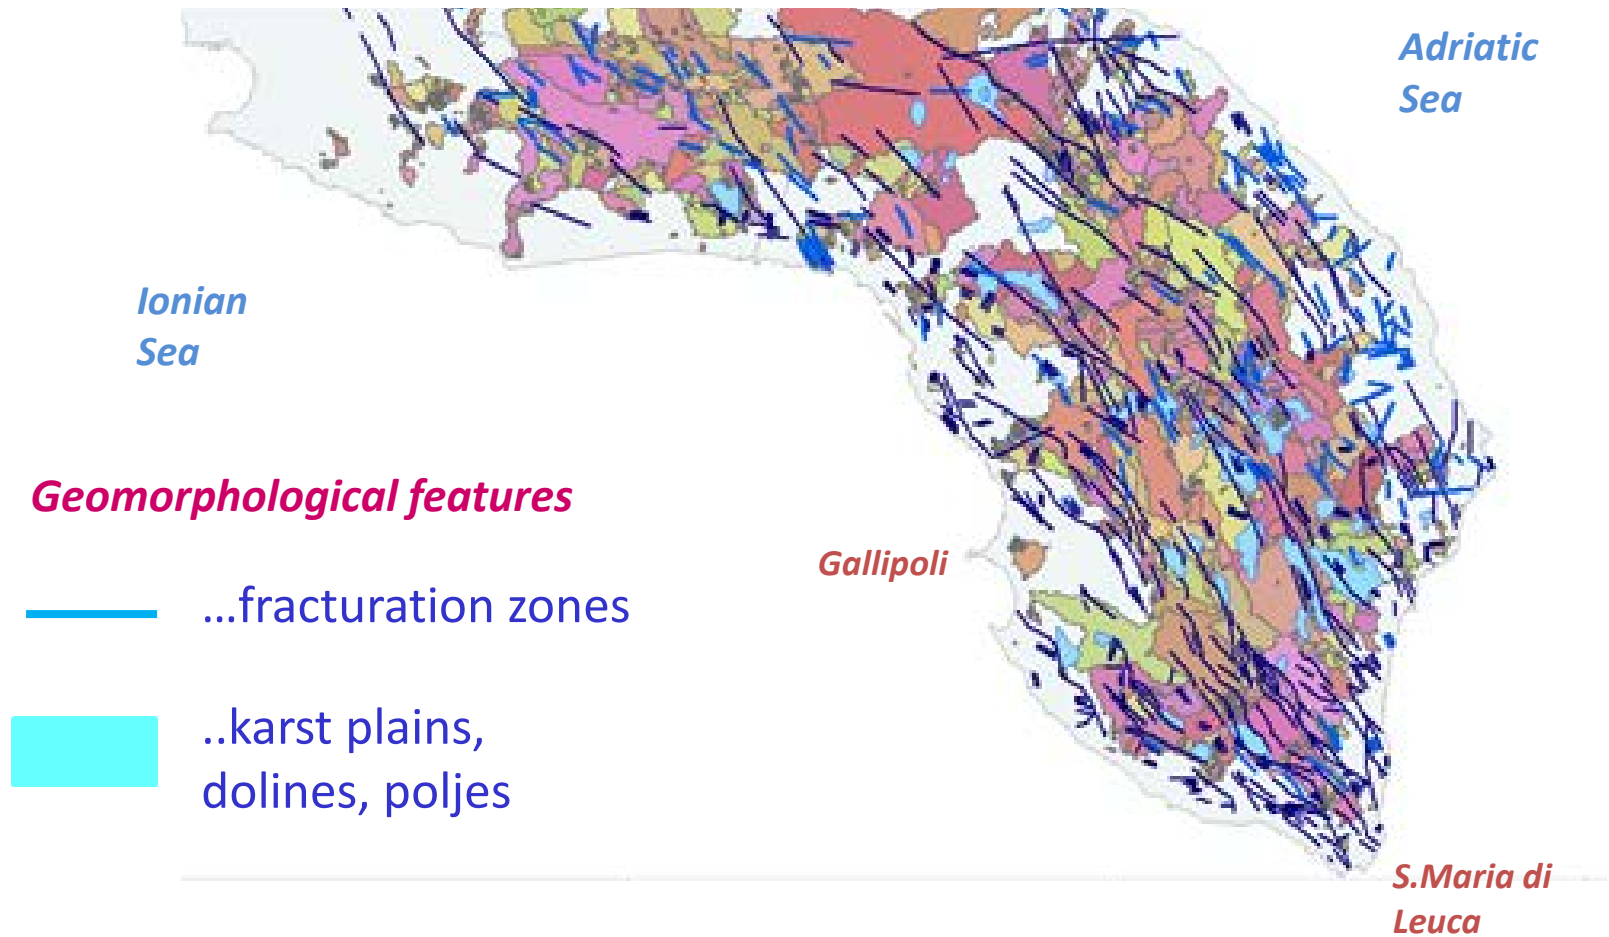 Adriatic
Sea
Ionian
Sea
Geomorphological features
Gallipoli
...fracturation zones
..karst plains,
dolines, poljes
S.Maria di
Leuca